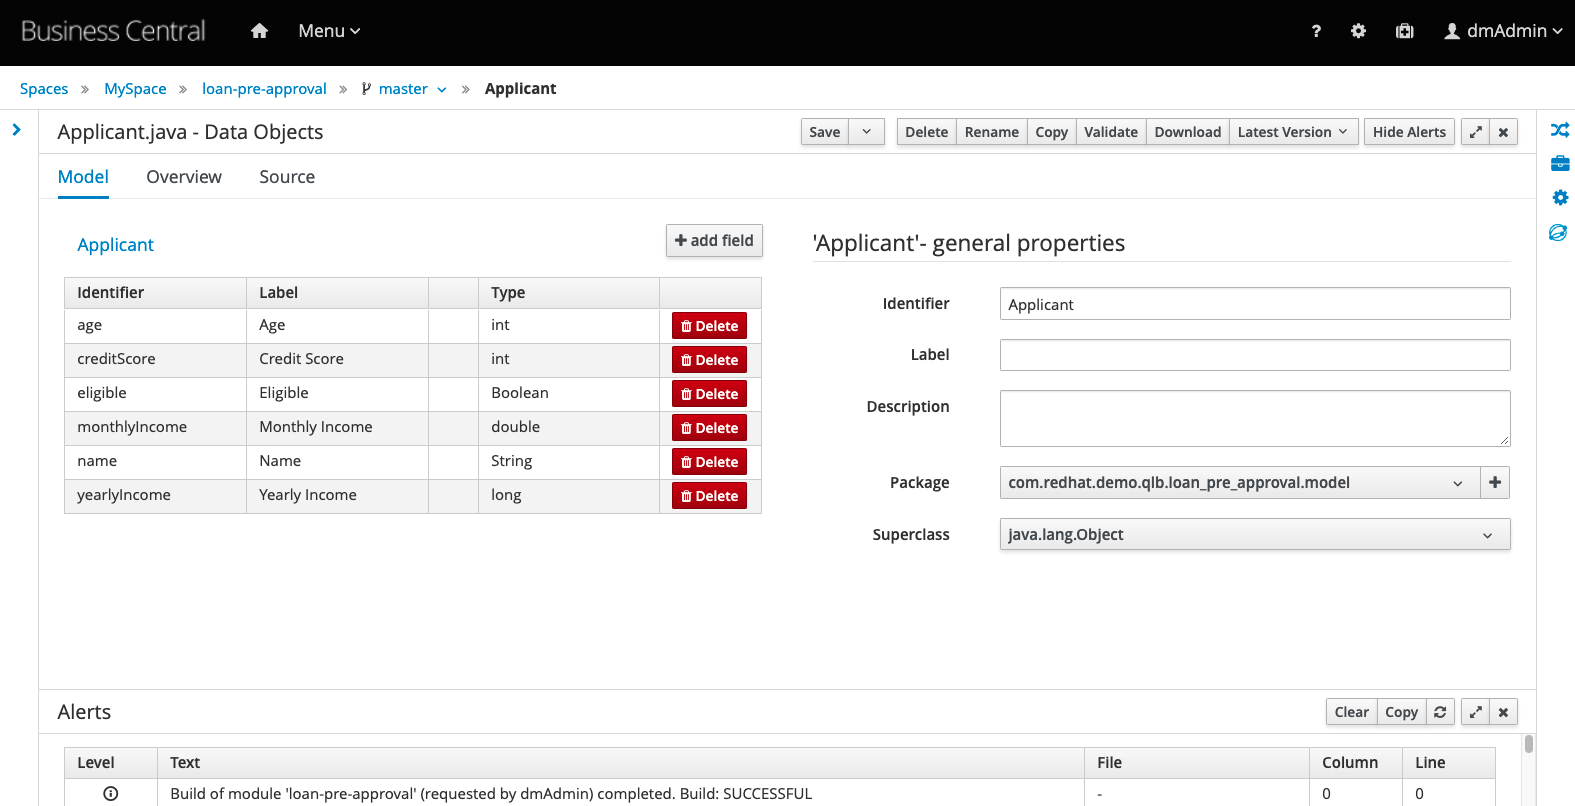 Business Central Menu ? dmAdmin
Spaces » MySpace » loan-pre-approval » master » Applicant
Applicant.java - Data Objects Save Delete Rename Copy Validate Download Latest Version Hide Alerts
Model Overview Source
Applicant + add field
Identifier Label Type
age Age int Delete
creditScore Credit Score int Delete
eligible Eligible Boolean Delete
monthlyIncome Monthly Income double Delete
name Name String Delete
yearlyIncome Yearly Income long Delete
'Applicant'- general properties
Identifier Applicant
Label
Description
Package com.redhat.demo.qlb.loan_pre_approval.model +
Superclass java.lang.Object
Alerts Clear Copy
Level Text File Column Line
Build of module 'loan-pre-approval' (requested by dmAdmin) completed. Build: SUCCESSFUL - 0 0